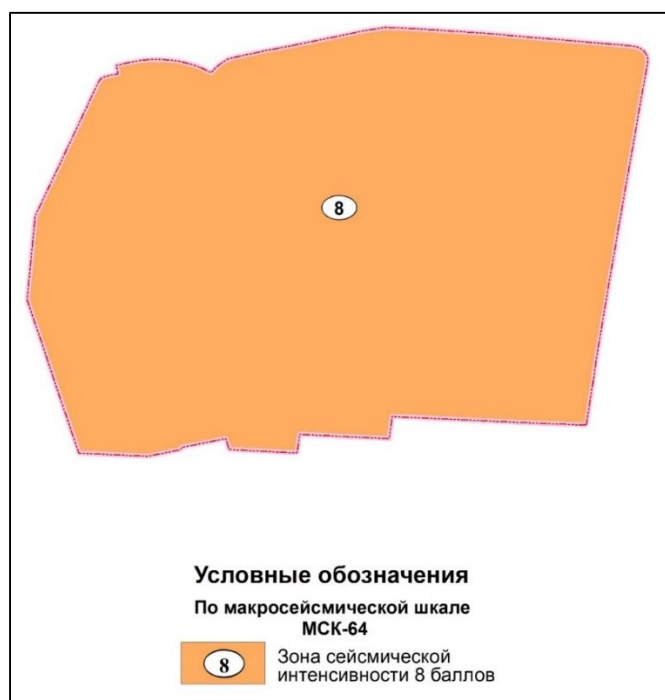 8
Условные обозначения
По макросейсмической шкале
МСК-64
8
Зона сейсмической
интенсивности 8 баллов